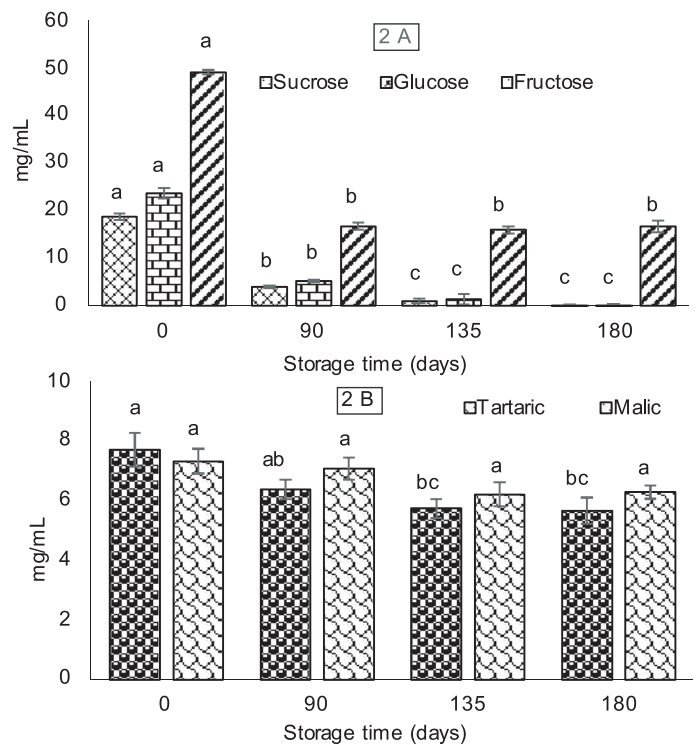 60
50
40
30
20
10
0
mg/mL
2 A
Sucrose Glucose Fructose
a a a
b b b
c c b
c c b
0 90 135 180
Storage time (days)
10
8
6
4
2
0
mg/mL
2 B
Tartaric Malic
a a
ab a
bc a
bc a
0 90 135 180
Storage time (days)